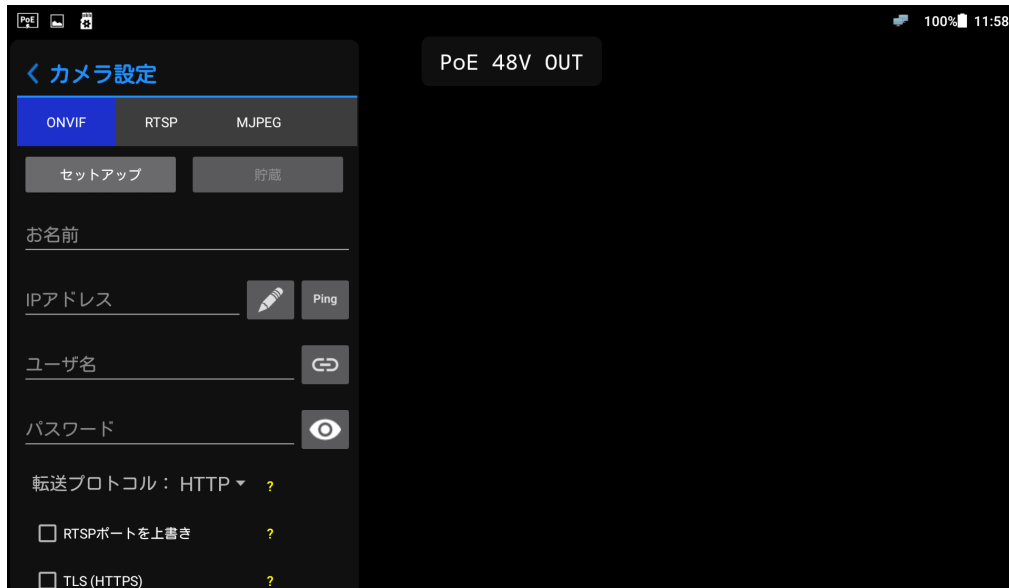 PoE
100% 11:58
カメラ設定
PoE 48V OUT
ONVIF RTSP MJPEG
セットアップ 貯蔵
お名前
IPアドレス Ping
ユーザ名
パスワード
転送プロトコル： HTTP ?
RTSPポートを上書き ?
TLS (HTTPS) ?